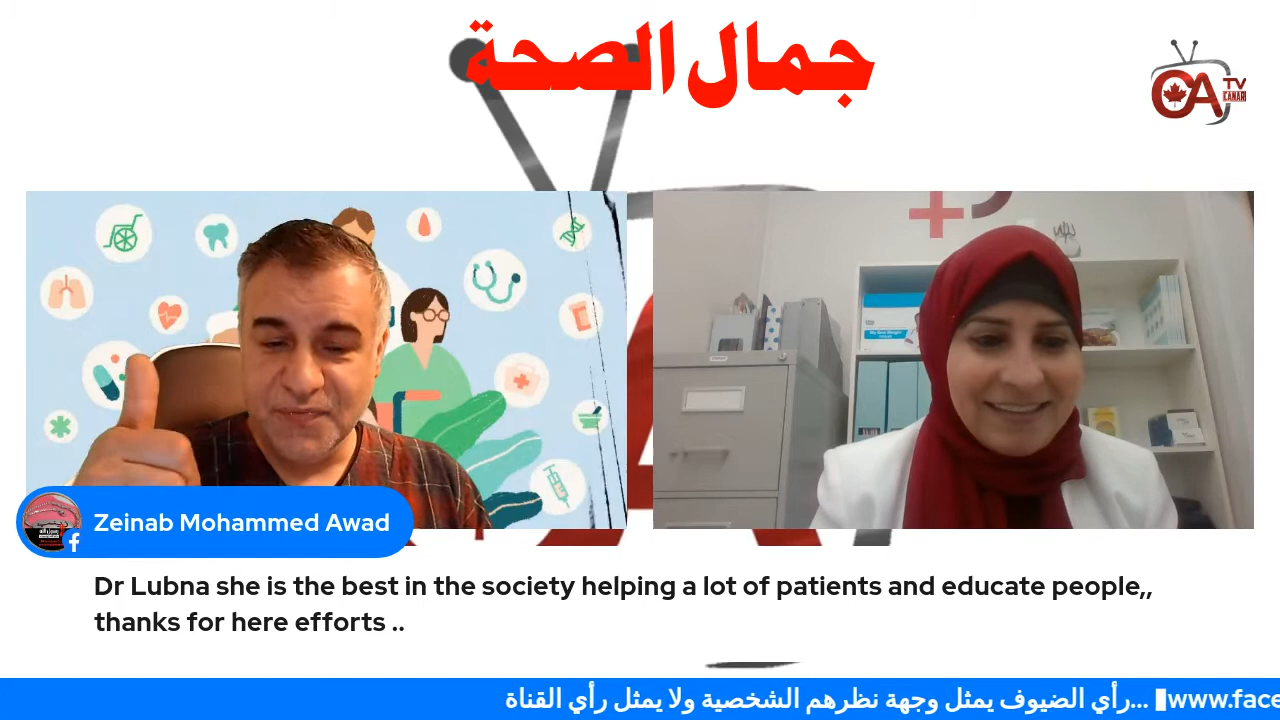 جمال الصحة
CA TV
CANARI
Zeinab Mohammed Awad
Dr Lubna she is the best in the society helping a lot of patients and educate people,,
thanks for here efforts ..
رأي الضيوف يمثل وجهة نظرهم الشخصية ولا يمثل رأي القناة... www.face